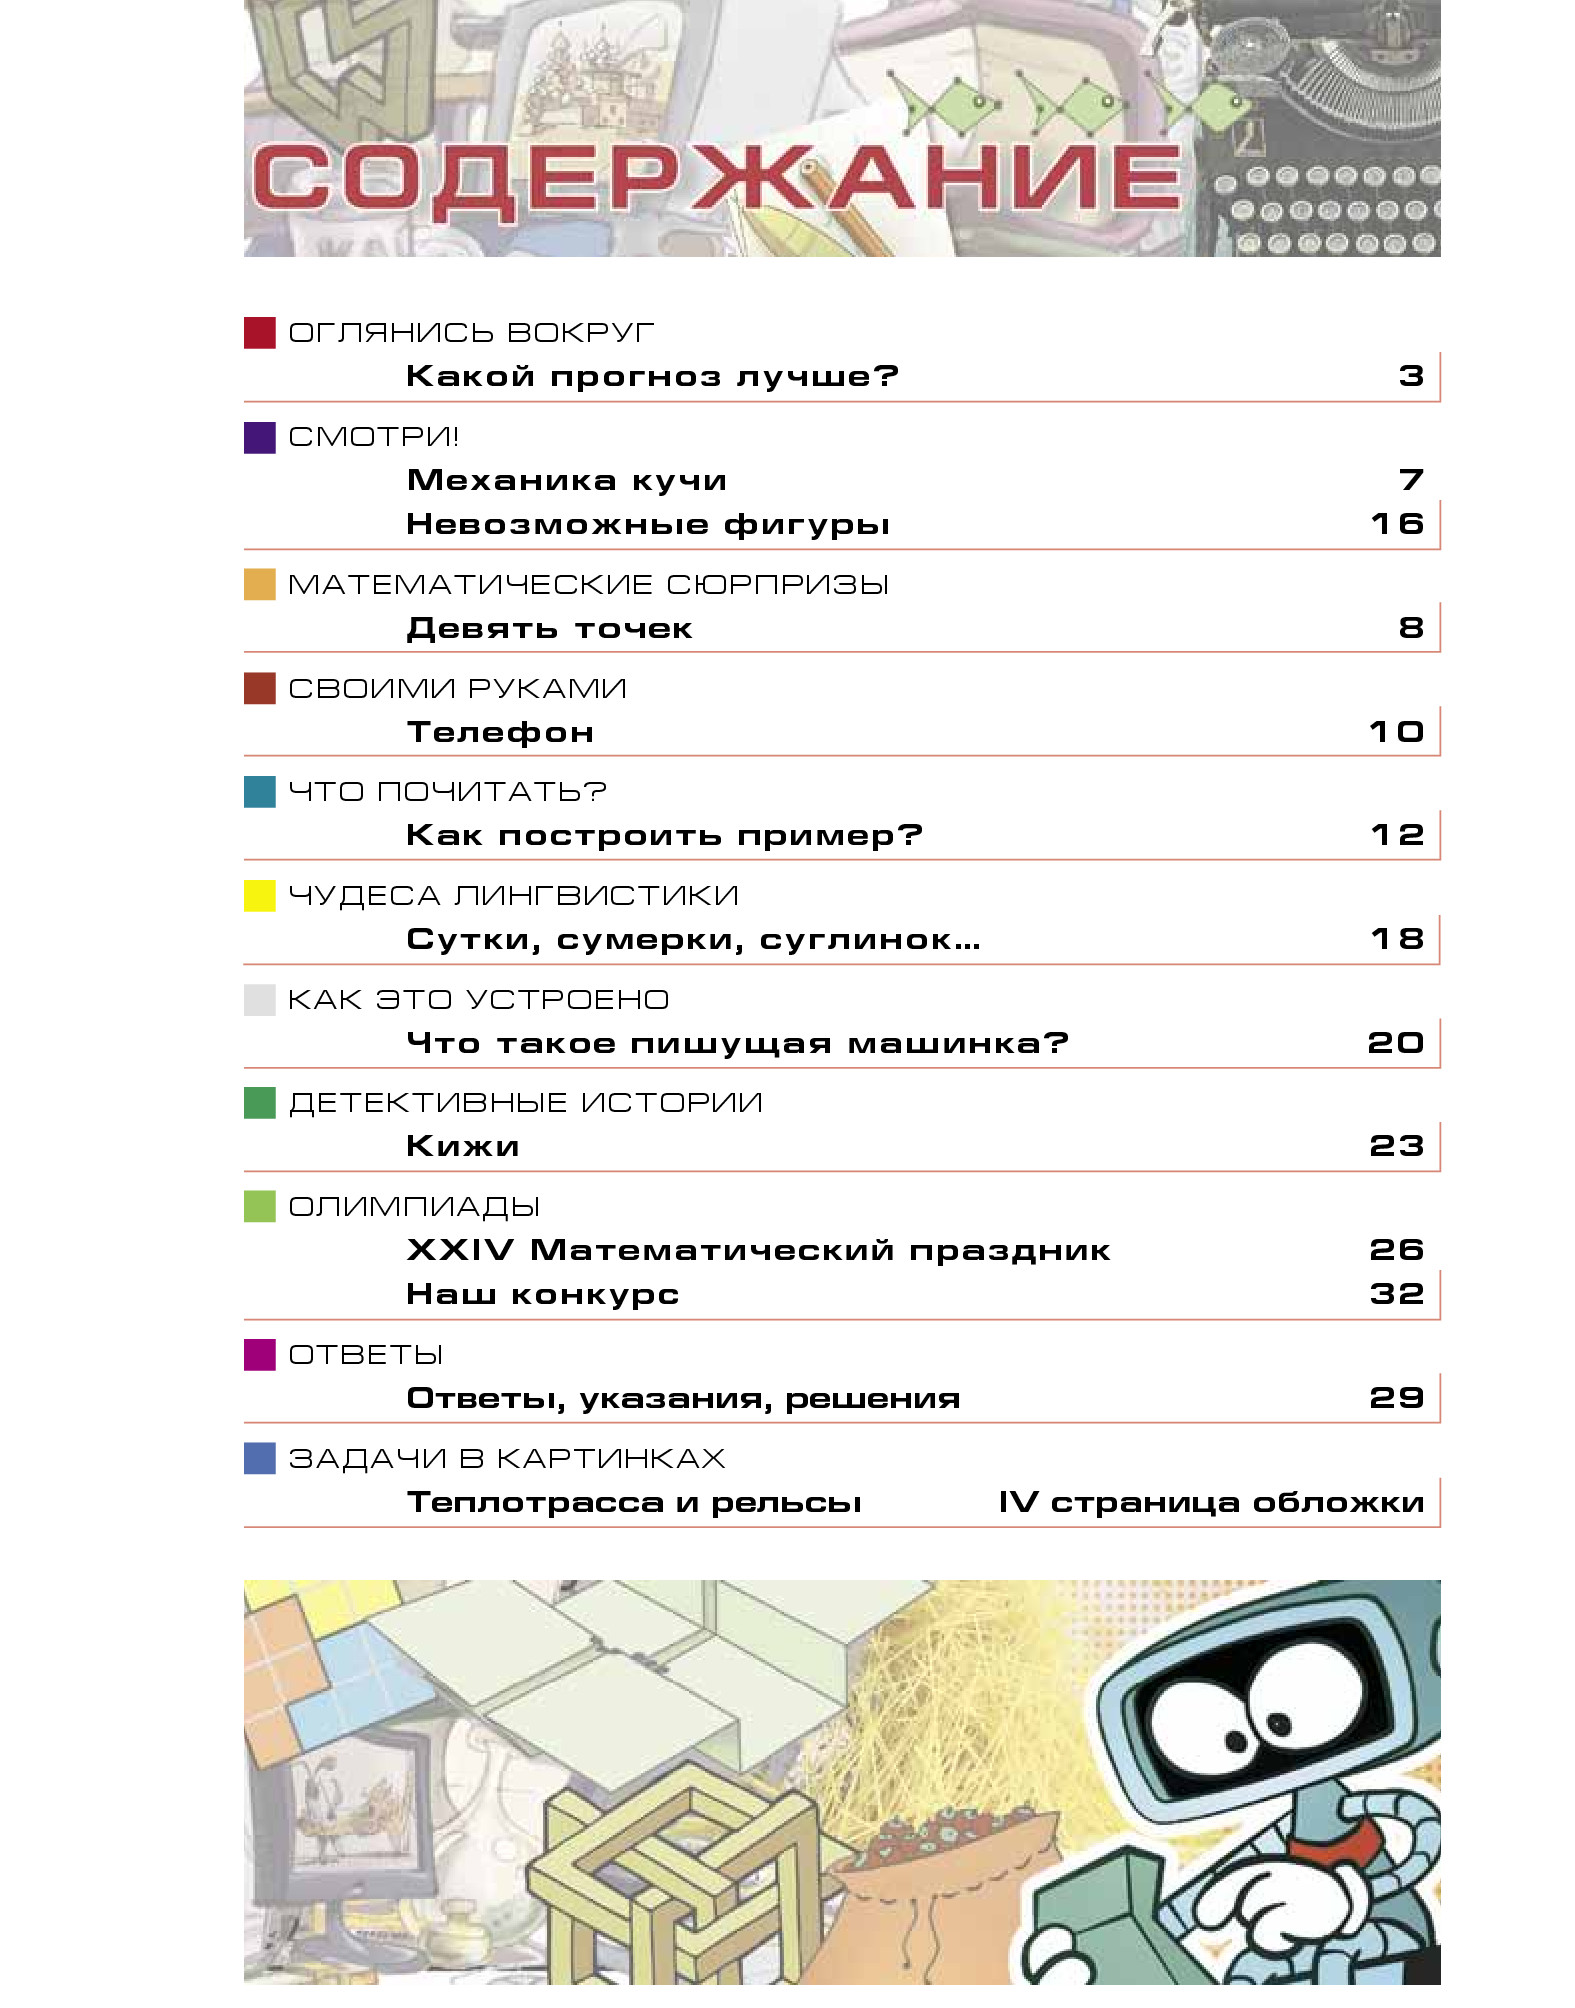 СОДЕРЖАНИЕ
ОГЛЯНИСЬ ВОКРУГ
Какой прогноз лучше? 3
СМОТРИ!
Механика кучи 7
Невозможные фигуры 16
МАТЕМАТИЧЕСКИЕ СЮРПРИЗЫ
Девять точек 8
СВОИМИ РУКАМИ
Телефон 10
ЧТО ПОЧИТАТЬ?
Как построить пример? 12
ЧУДЕСА ЛИНГВИСТИКИ
Сутки, сумерки, суглинок... 18
КАК ЭТО УСТРОЕНО
Что такое пишущая машинка? 20
ДЕТЕКТИВНЫЕ ИСТОРИИ
Кижи 23
ОЛИМПИАДЫ
XXIV Математический праздник 26
Наш конкурс 32
ОТВЕТЫ
Ответы, указания, решения 29
ЗАДАЧИ В КАРТИНКАХ
Теплотрасса и рельсы IV страница обложки